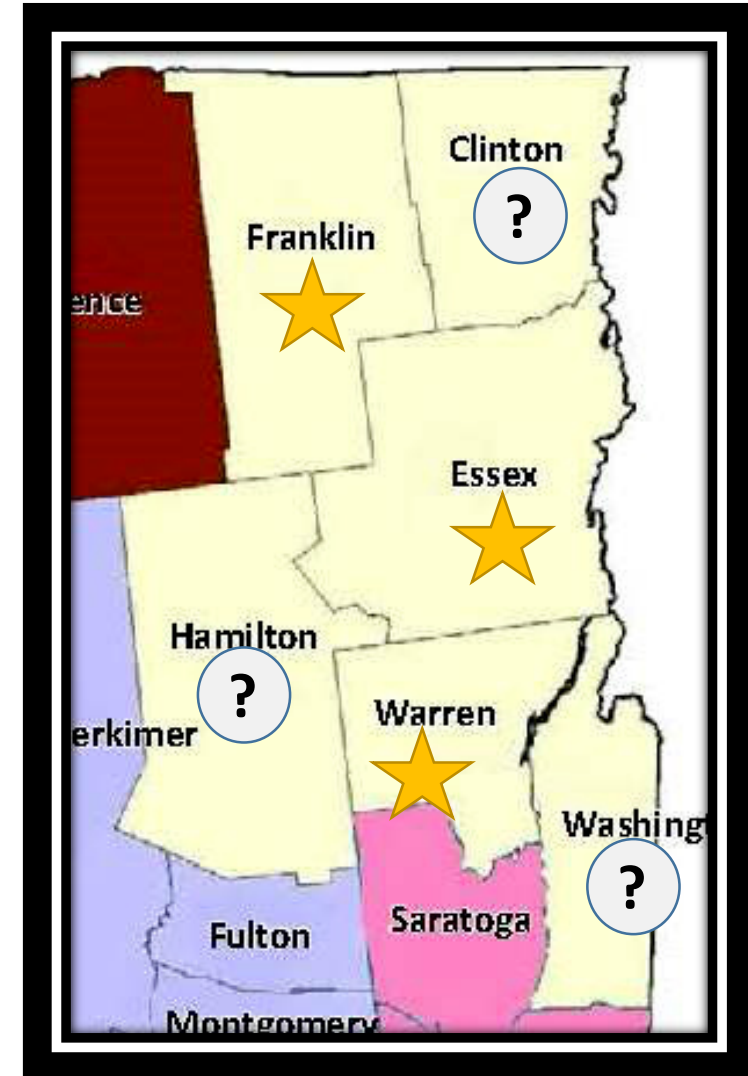 Clinton
?
Franklin
ence
Essex
Hamilton
?
Warren
erkimer
Washingt
?
Saratoga
Fulton
Montgomery